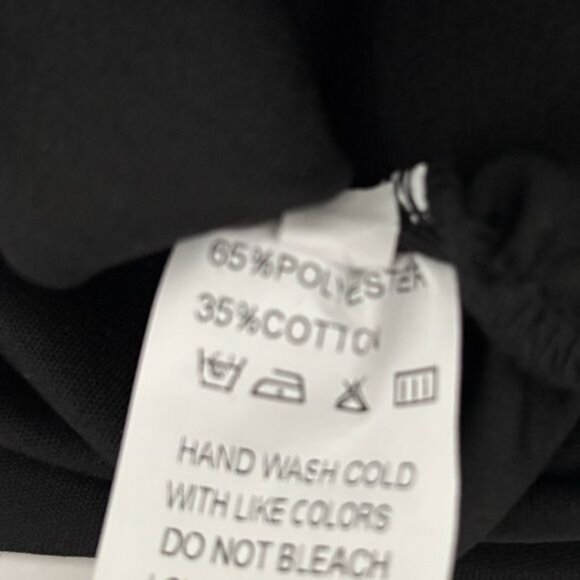 65%POLYESTER
35%COTTON
HAND WASH COLD
WITH LIKE COLORS
DO NOT BLEACH